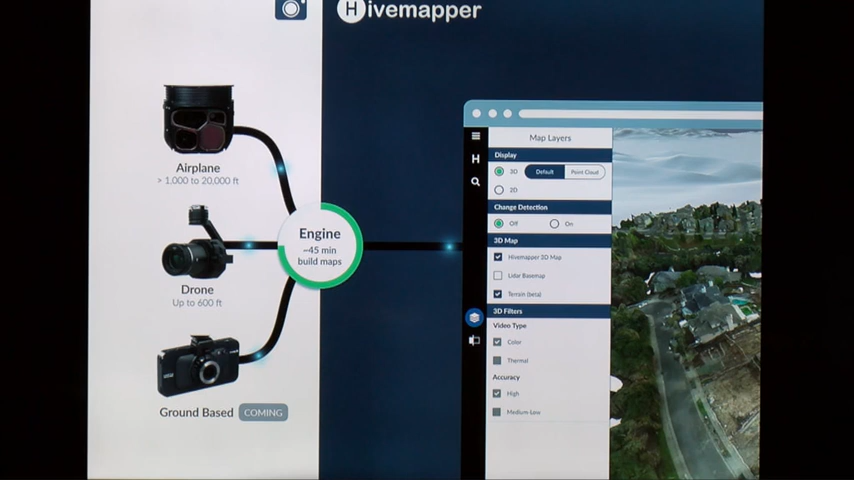 Hivemapper
Airplane
> 1,000 to 20,000 ft
Drone
Up to 600 ft
Ground Based COMING
Engine
~45 min
build maps
H
Map Layers
Display
3D Default Point Cloud
2D
Change Detection
Off On
3D Map
Hivemapper 3D Map
Lidar Basemap
Terrain (beta)
3D Filters
Video Type
Color
Thermal
Accuracy
High
Medium-Low